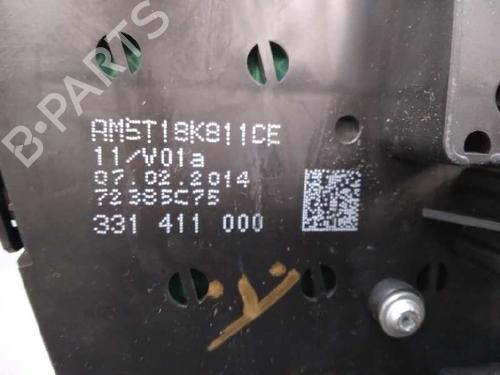 B-PARTS
AM5T18K811CE
11/V01a
07.02.2014
72385C75
331 411 000